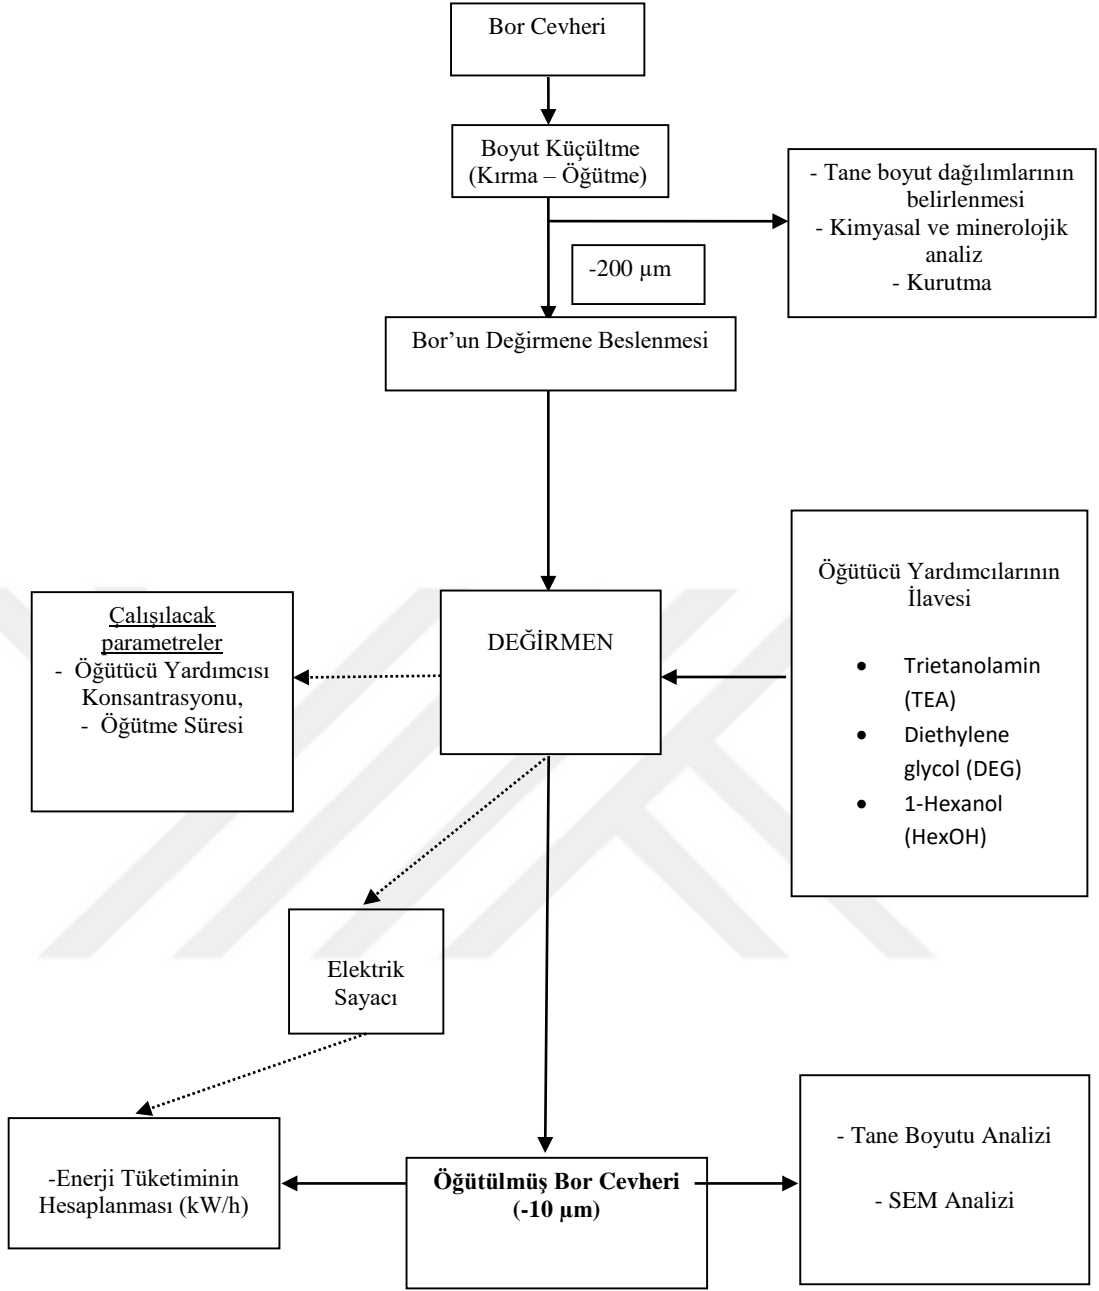 Bor Cevheri
Boyut Küçültme
(Kırma – Öğütme)
- Tane boyut dağılımlarının
belirlenmesi
- Kimyasal ve minerolojik
analiz
- Kurutma
-200 µm
Bor’un Değirmene Beslenmesi
Öğütücü Yardımcılarının
İlavesi
• Trietanolamin
(TEA)
• Diethylene
glycol (DEG)
• 1-Hexanol
(HexOH)
DEĞİRMEN
Çalışılacak
parametreler
- Öğütücü Yardımcısı
Konsantrasyonu,
- Öğütme Süresi
Elektrik
Sayacı
-Enerji Tüketiminin
Hesaplanması (kW/h)
Öğütülmüş Bor Cevheri
(-10 µm)
- Tane Boyutu Analizi
- SEM Analizi